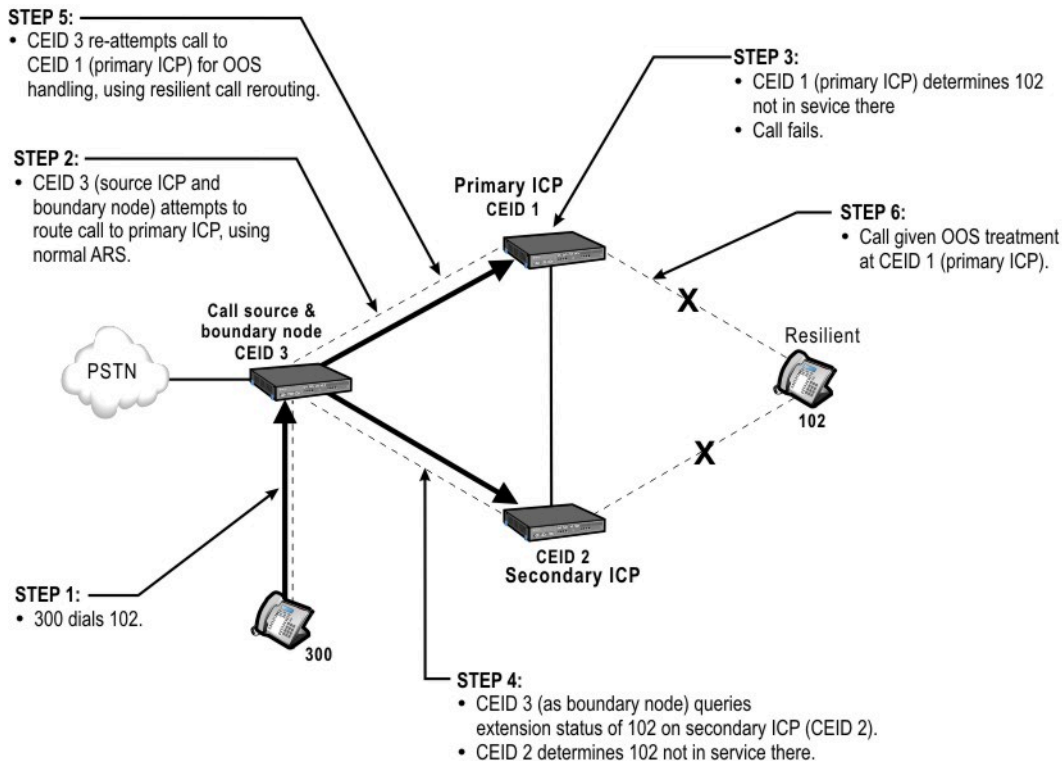 STEP 5:
• CEID 3 re-attempts call to
CEID 1 (primary ICP) for OOS
handling, using resilient call rerouting.
STEP 3:
• CEID 1 (primary ICP) determines 102
not in sevice there
• Call fails.
STEP 2:
• CEID 3 (source ICP and
boundary node) attempts to
route call to primary ICP, using
normal ARS.
Primary ICP
CEID 1
STEP 6:
• Call given OOS treatment
at CEID 1 (primary ICP).
X
Call source &
boundary node
CEID 3
Resilient
PSTN
102
X
CEID 2
Secondary ICP
STEP 1:
• 300 dials 102.
300
STEP 4:
• CEID 3 (as boundary node) queries
extension status of 102 on secondary ICP (CEID 2).
• CEID 2 determines 102 not in service there.